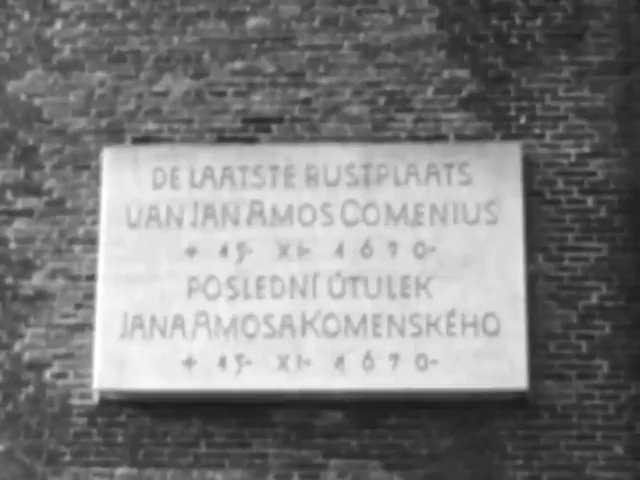 DE LAATSTE RUSTPLAATS
VAN JAN AMOS COMENIUS
+ 15- XI- 1670-
POSLEDNÍ ÚTULEK
JANA AMOSA KOMENSKÉHO
+ 15- XI- 1670-